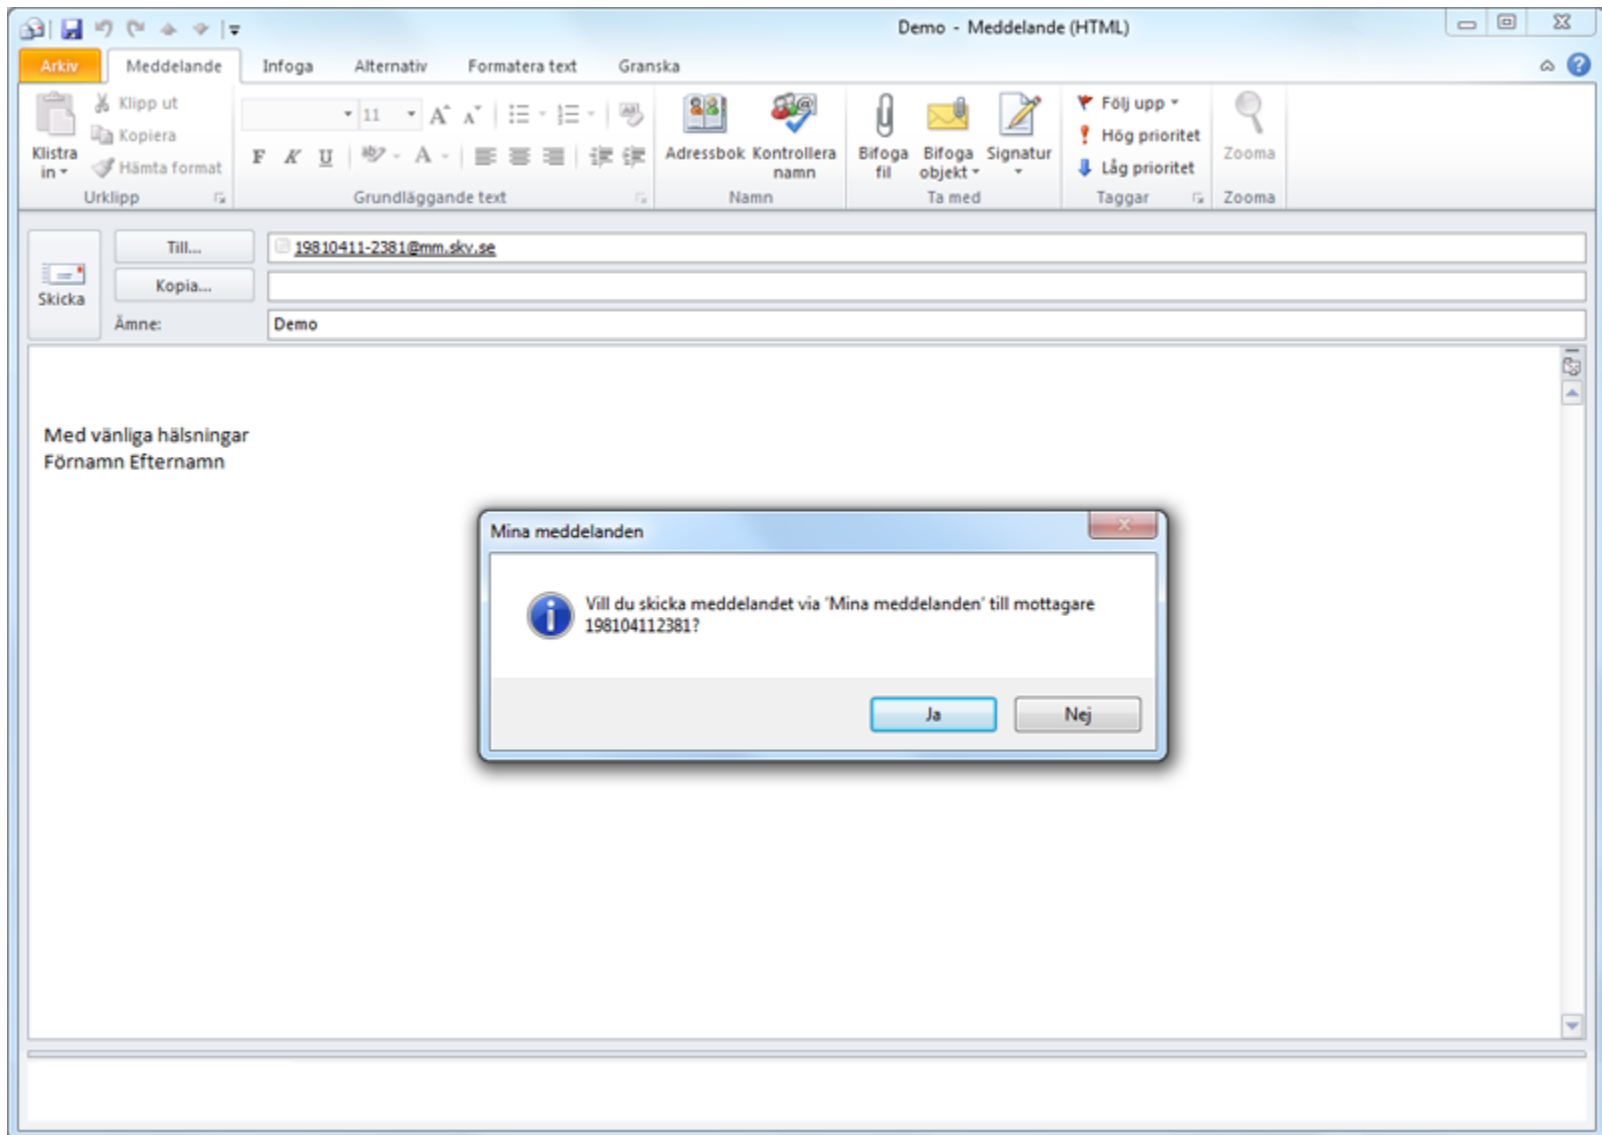 Demo - Meddelande (HTML)
Arkiv Meddelande Infoga Alternativ Formatera text Granska
Klistra in
Klipp ut
Kopiera
Hämta format
Urklipp
11
F K U
Grundläggande text
Adressbok
Kontrollera namn
Namn
Bifoga fil
Bifoga objekt
Signatur
Ta med
Följ upp
Hög prioritet
Låg prioritet
Taggar
Zooma
Zooma
Skicka
Till... 19810411-2381@mm.skv.se
Kopia...
Ämne: Demo
Med vänliga hälsningar
Förnamn Efternamn
Mina meddelanden
Vill du skicka meddelandet via 'Mina meddelanden' till mottagare
198104112381?
Ja Nej